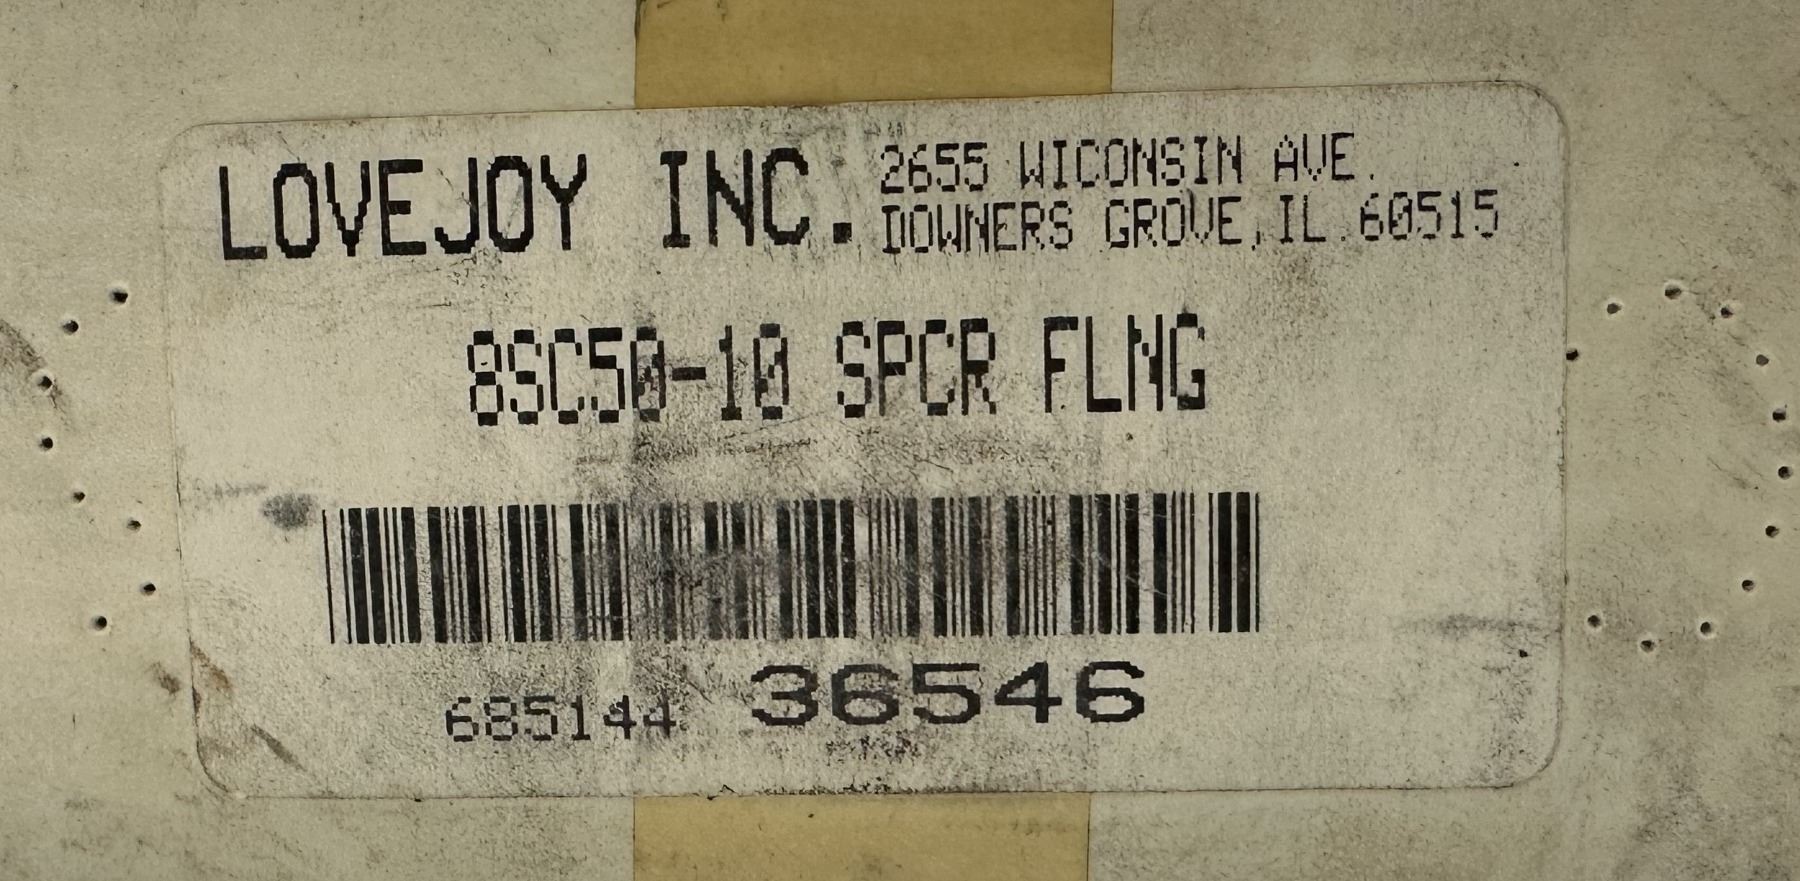 LOVEJOY INC.
2655 WICONSIN AVE.
DOWNERS GROVE, IL. 60515
8SC50-10 SPCR FLNG
685144 36546